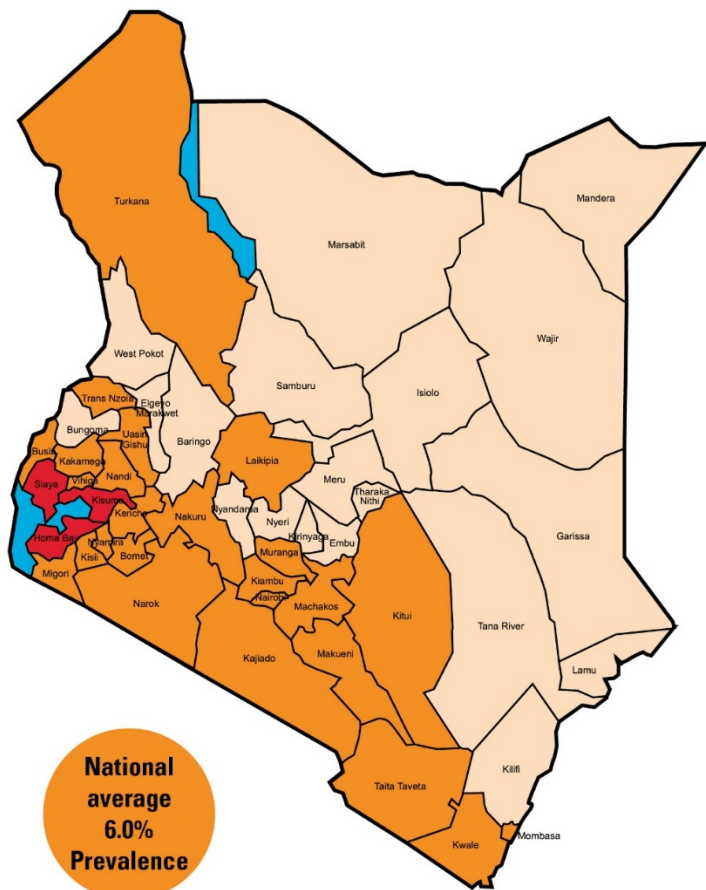 Turkana
Mandera
Marsabit
Wajir
West Pokot
Samburu
Isiolo
Trans Nzoia
Elgeyo
Marakwet
Bungoma
Uasin
Gishu
Baringo
Busia
Kakamega
Laikipia
Meru
Nandi
Vihiga
Siaya
Kisumu
Tharaka
Nithi
Nyandarua
Nyeri
Kericho
Nakuru
Garissa
Kirinyaga
Embu
Homa Bay
Nyamira
Muranga
Kisii
Bomet
Migori
Kiambu
Nairobi
Machakos
Narok
Kitui
Tana River
Kajiado
Makueni
Lamu
Kilifi
Taita Taveta
Mombasa
Kwale
National
average
6.0%
Prevalence